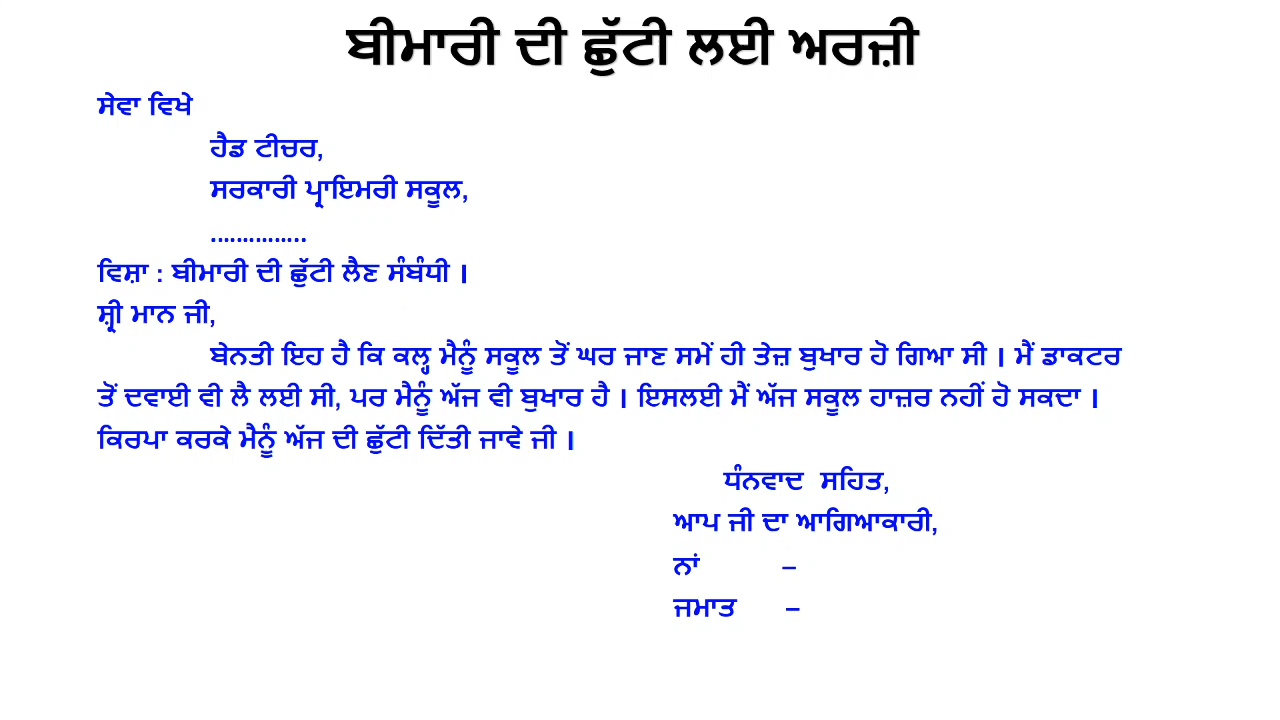 ਬੀਮਾਰੀ ਦੀ ਛੁੱਟੀ ਲਈ ਅਰਜ਼ੀ
ਸੇਵਾ ਵਿਖੇ
ਹੈਡ ਟੀਚਰ,
ਸਰਕਾਰੀ ਪ੍ਰਾਇਮਰੀ ਸਕੂਲ,
...............
ਵਿਸ਼ਾ : ਬੀਮਾਰੀ ਦੀ ਛੁੱਟੀ ਲੈਣ ਸੰਬੰਧੀ ।
ਸ਼੍ਰੀ ਮਾਨ ਜੀ,
ਬੇਨਤੀ ਇਹ ਹੈ ਕਿ ਕਲ੍ਹ ਮੈਨੂੰ ਸਕੂਲ ਤੋਂ ਘਰ ਜਾਣ ਸਮੇਂ ਹੀ ਤੇਜ਼ ਬੁਖਾਰ ਹੋ ਗਿਆ ਸੀ । ਮੈਂ ਡਾਕਟਰ
ਤੋਂ ਦਵਾਈ ਵੀ ਲੈ ਲਈ ਸੀ, ਪਰ ਮੈਨੂੰ ਅੱਜ ਵੀ ਬੁਖਾਰ ਹੈ । ਇਸਲਈ ਮੈਂ ਅੱਜ ਸਕੂਲ ਹਾਜ਼ਰ ਨਹੀਂ ਹੋ ਸਕਦਾ ।
ਕਿਰਪਾ ਕਰਕੇ ਮੈਨੂੰ ਅੱਜ ਦੀ ਛੁੱਟੀ ਦਿੱਤੀ ਜਾਵੇ ਜੀ ।
ਧੰਨਵਾਦ ਸਹਿਤ,
ਆਪ ਜੀ ਦਾ ਆਗਿਆਕਾਰੀ,
ਨਾਂ –
ਜਮਾਤ –